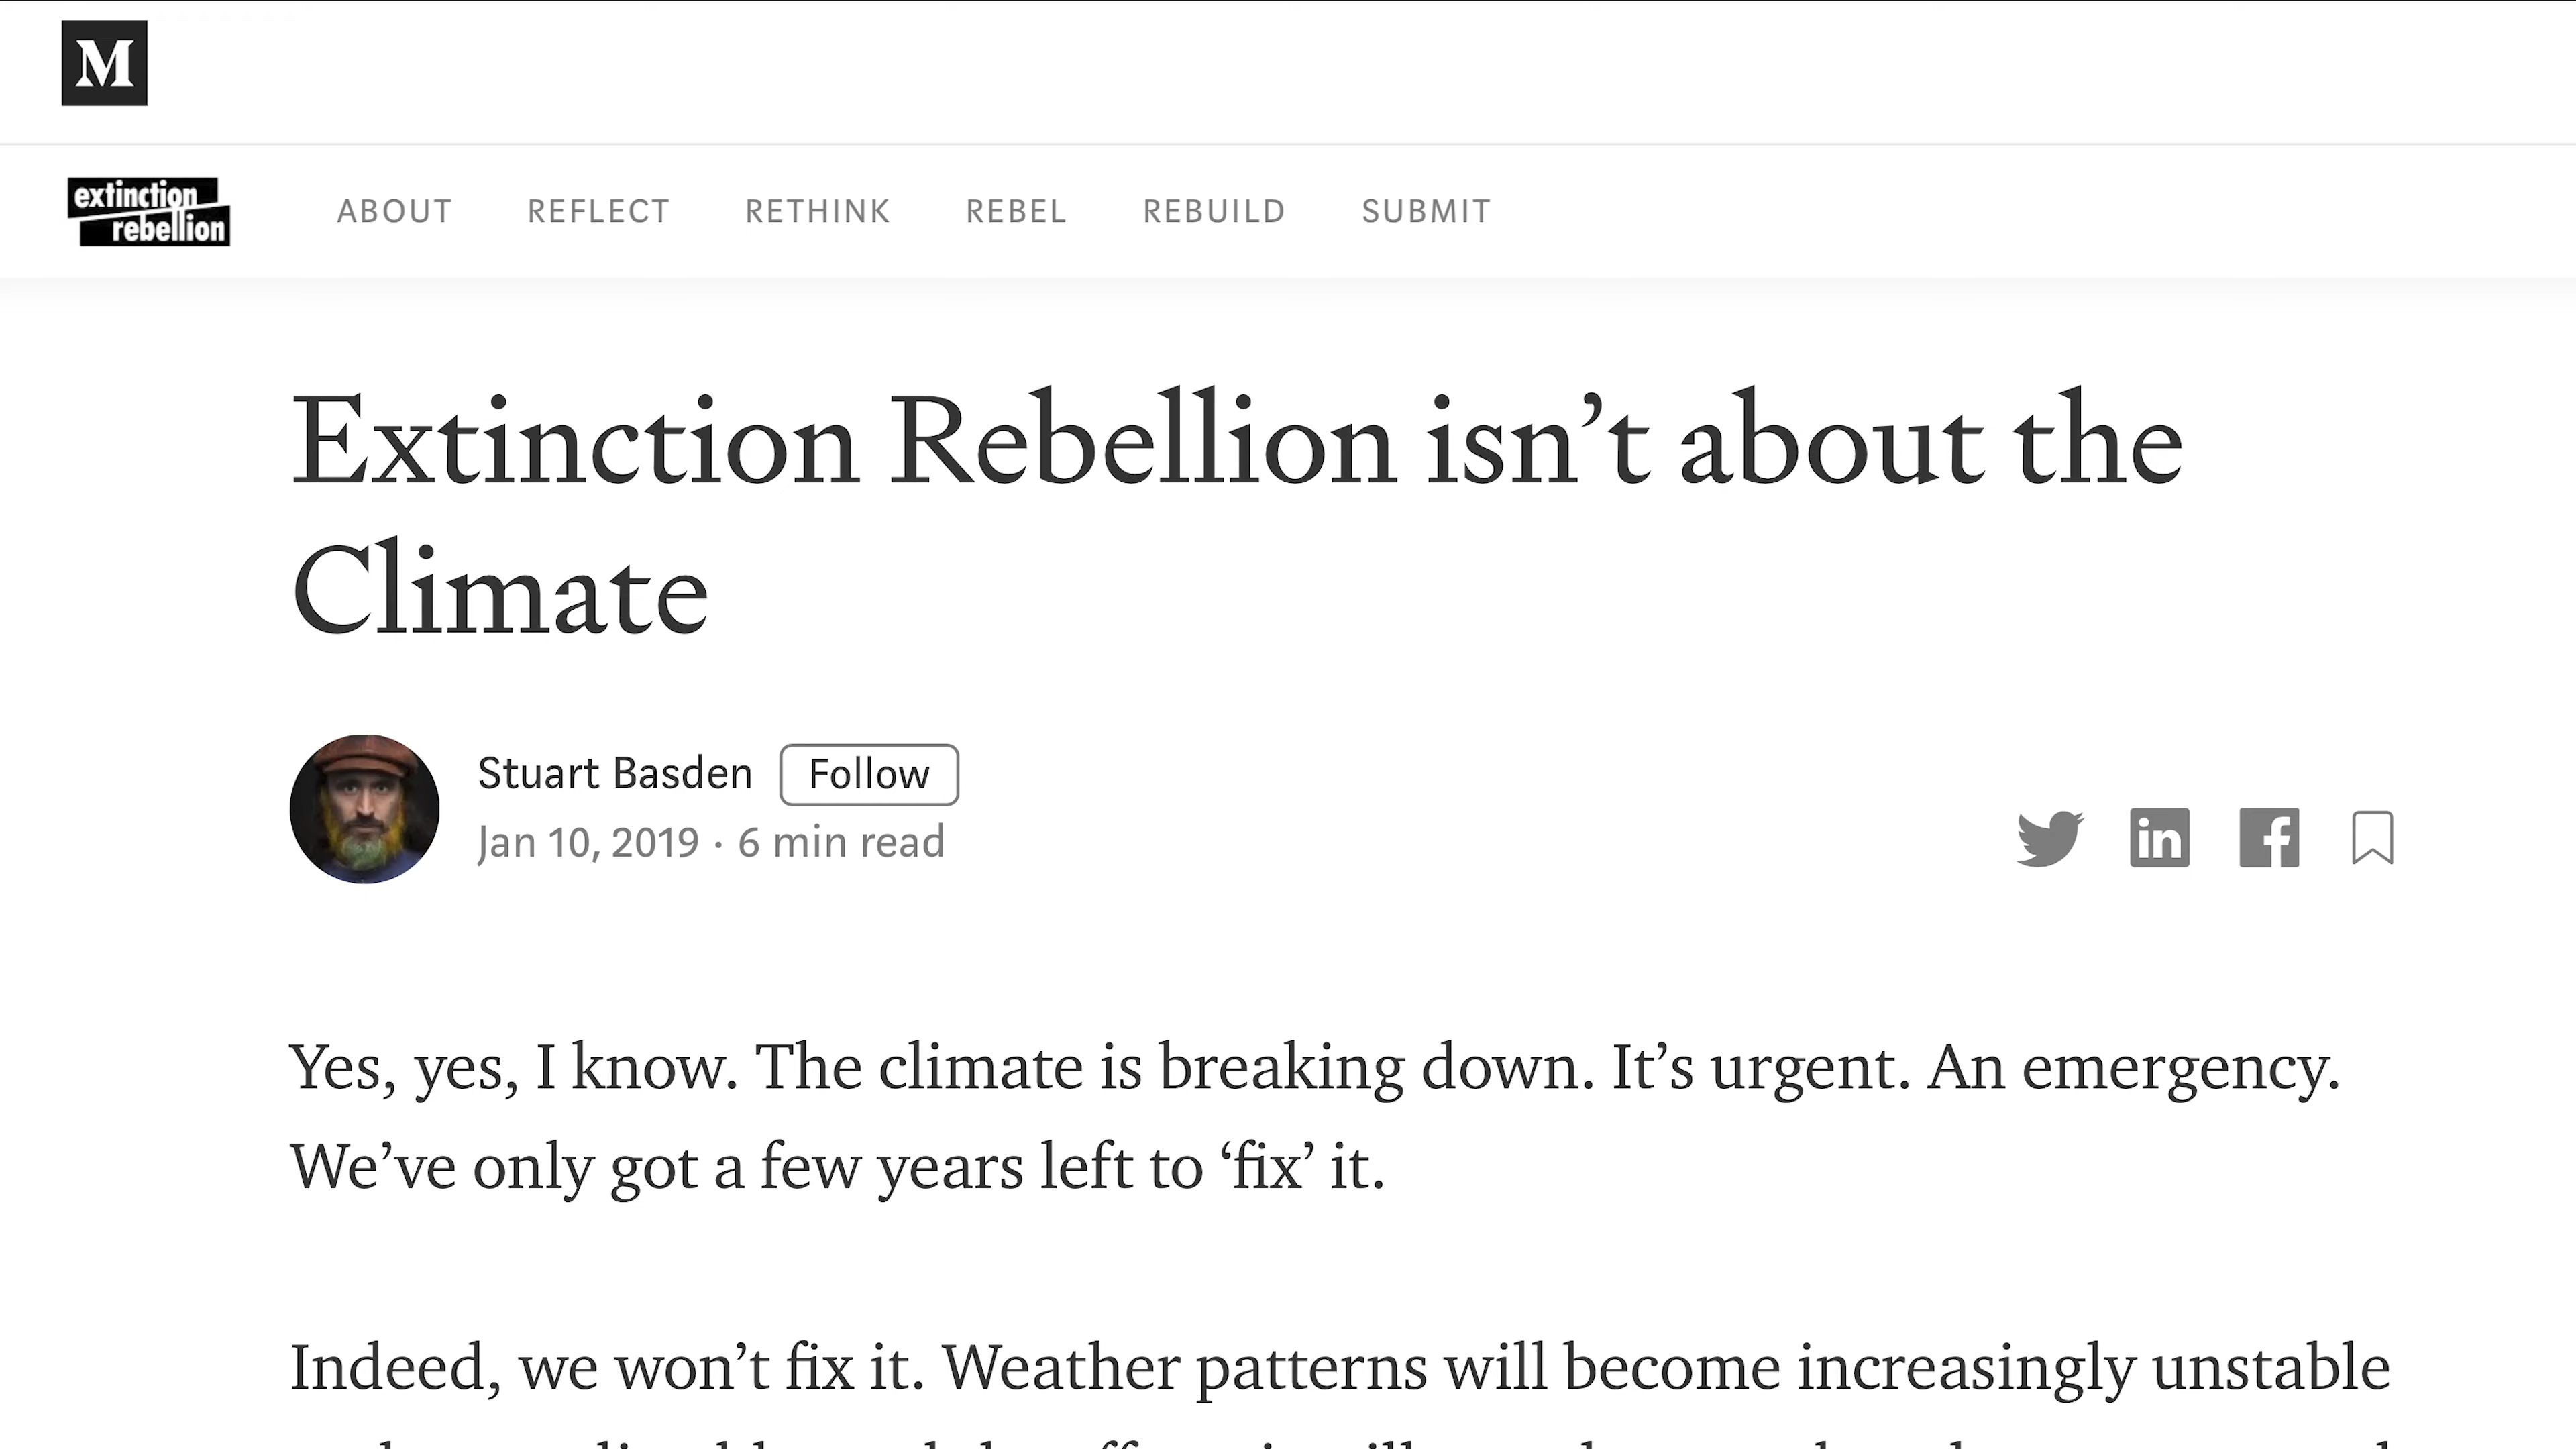 M
extinction
rebellion
ABOUT REFLECT RETHINK REBEL REBUILD SUBMIT
Extinction Rebellion isn’t about the
Climate
Stuart Basden Follow
Jan 10, 2019 · 6 min read
in f
Yes, yes, I know. The climate is breaking down. It’s urgent. An emergency.
We’ve only got a few years left to ‘fix’ it.
Indeed, we won’t fix it. Weather patterns will become increasingly unstable